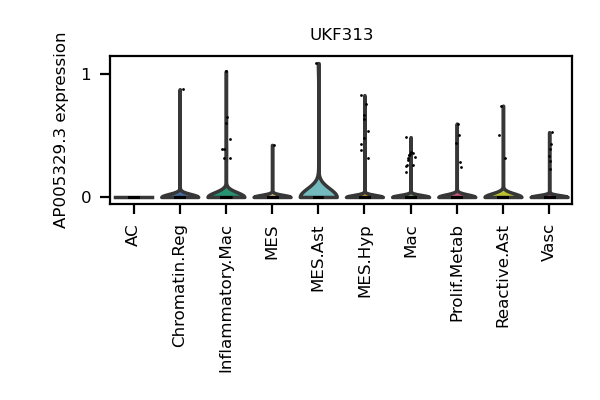 UKF313
AP005329.3 expression
1
0
AC
Chromatin.Reg
Inflammatory.Mac
MES
MES.Ast
MES.Hyp
Mac
Prolif.Metab
Reactive.Ast
Vasc